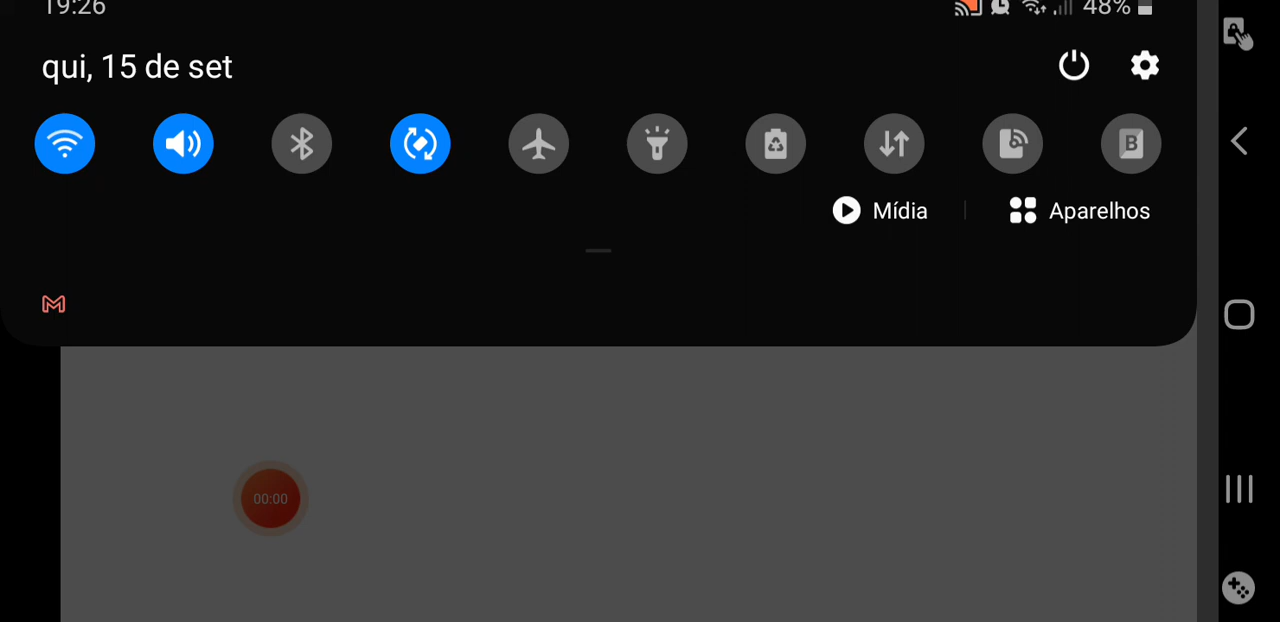 19:26
48%
qui, 15 de set
B
Mídia
Aparelhos
00:00